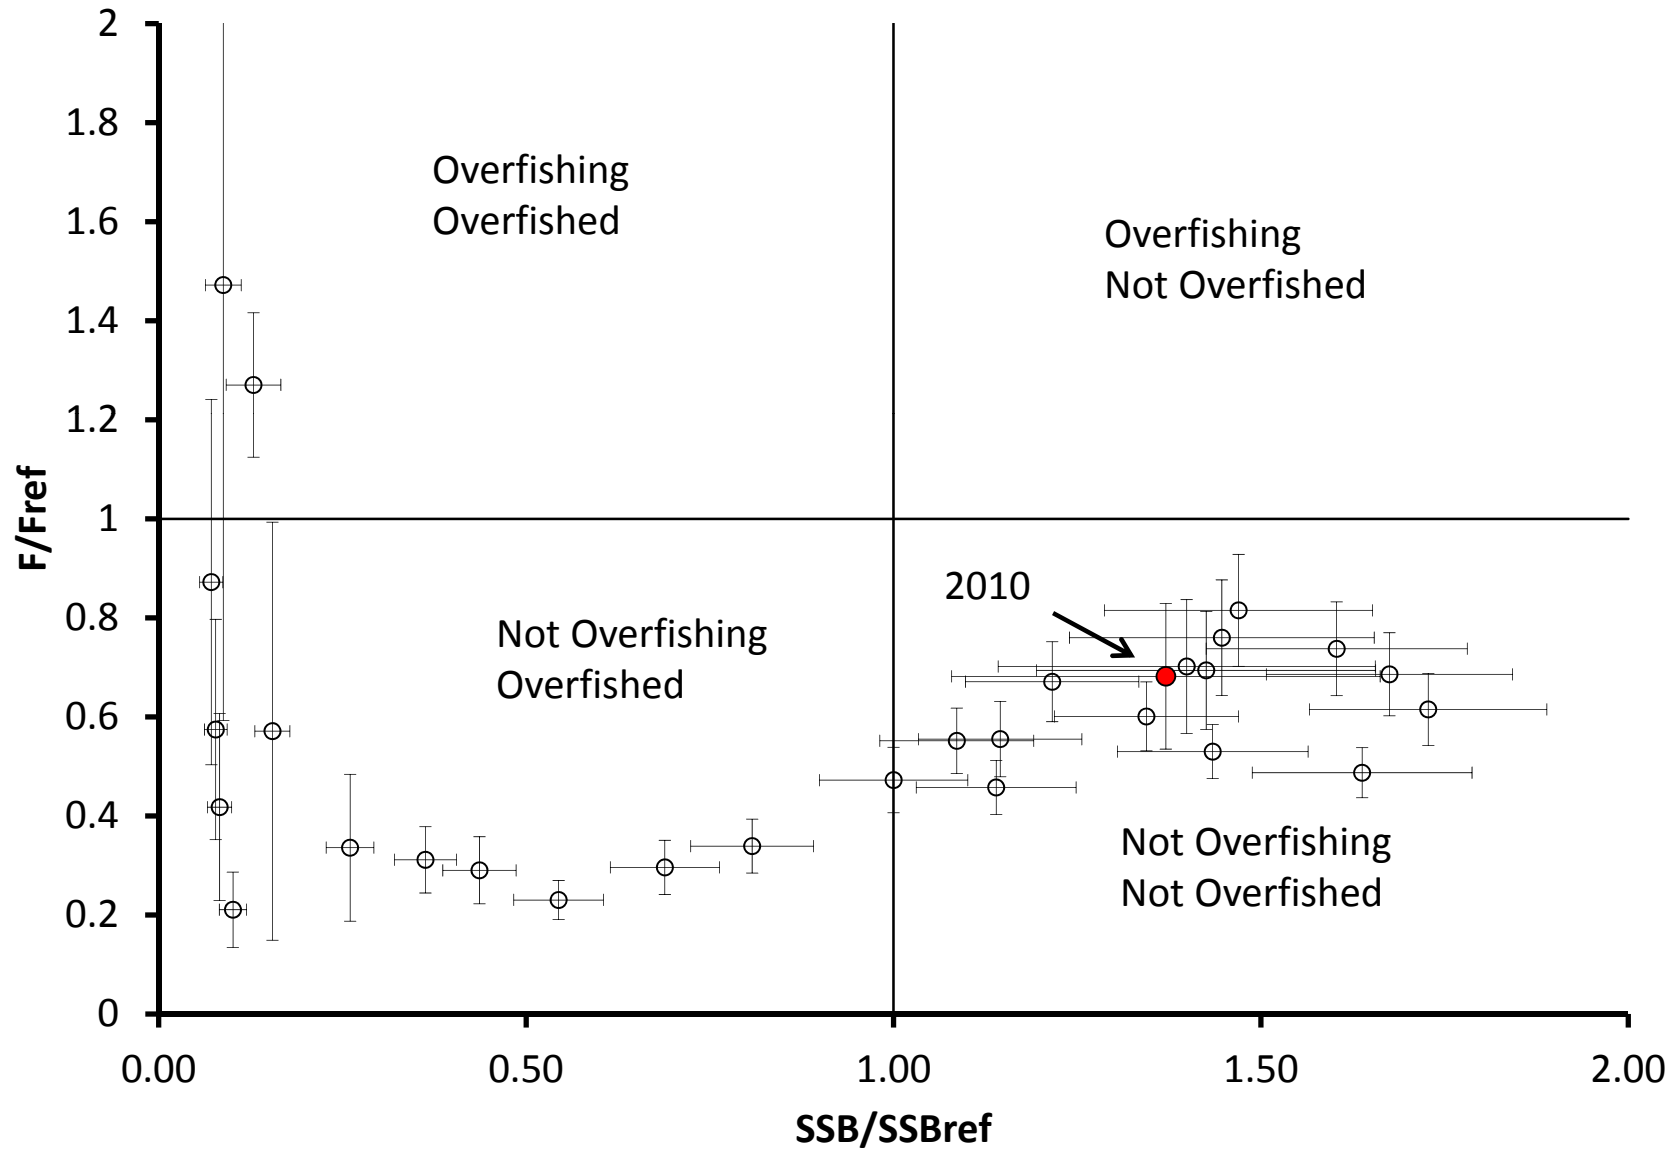 2
1.8
1.6
1.4
1.2
1
0.8
0.6
0.4
0.2
0
F/Fref
Overfishing
Overfished
Overfishing
Not Overfished
2010
Not Overfishing
Overfished
Not Overfishing
Not Overfished
0.00 0.50 1.00 1.50 2.00
SSB/SSBref